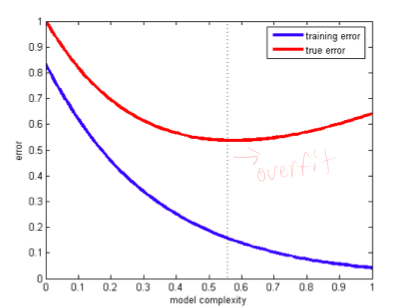 training error
true error
1
0.9
0.8
0.7
0.6
0.5
0.4
0.3
0.2
0.1
0
error
overfit
0 0.1 0.2 0.3 0.4 0.5 0.6 0.7 0.8 0.9 1
model complexity